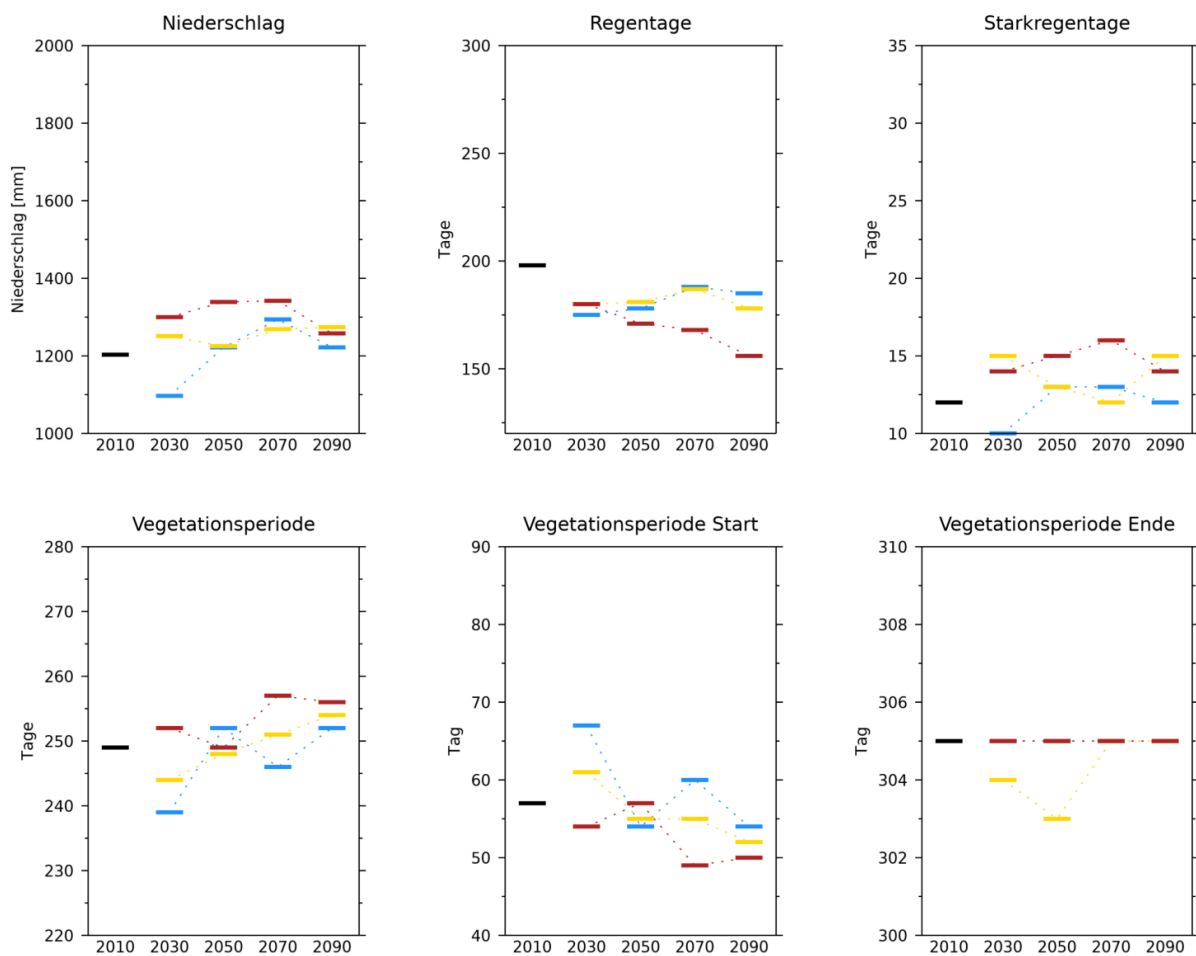 Niederschlag
Niederschlag [mm]
2000
1800
1600
1400
1200
1000
2010 2030 2050 2070 2090
Regentage
Tage
300
250
200
150
2010 2030 2050 2070 2090
Starkregentage
Tage
35
30
25
20
15
10
2010 2030 2050 2070 2090
Vegetationsperiode
Tage
280
270
260
250
240
230
220
2010 2030 2050 2070 2090
Vegetationsperiode Start
Tag
90
80
70
60
50
40
2010 2030 2050 2070 2090
Vegetationsperiode Ende
Tag
310
308
306
304
302
300
2010 2030 2050 2070 2090